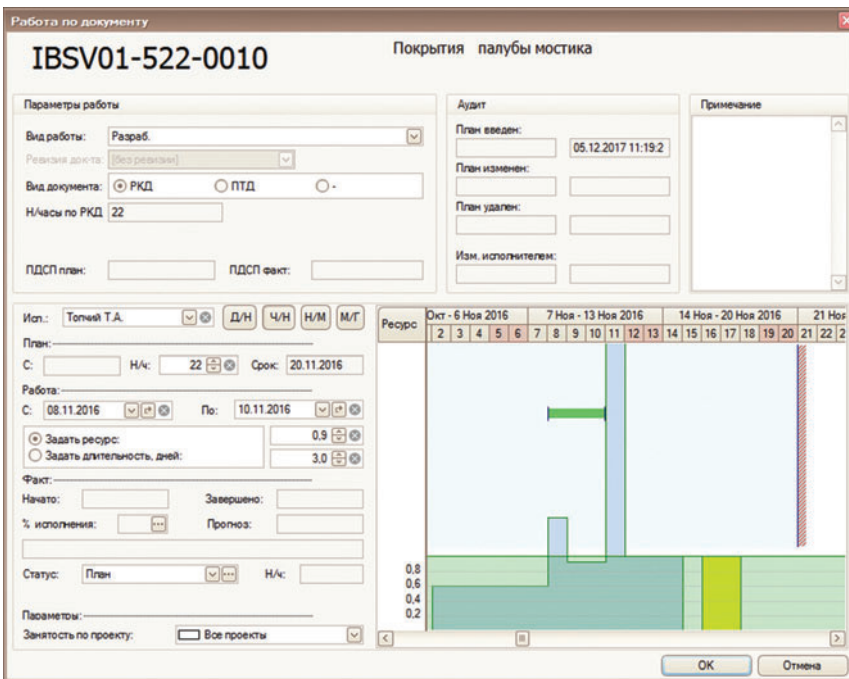 Работа по документу
IBSV01-522-0010
Покрытия палубы мостика
Параметры работы
Вид работы: Разраб.
Ревизия док-та: [без ревизии]
Вид документа: РКД ПТД -
Н/часы по РКД 22
ПДСП план: ПДСП факт:
Аудит
План введен:
05.12.2017 11:19:2
План изменен:
План удален:
Изм. исполнителем:
Примечание
Исп.: Топчий Т.А. Д/Н Ч/Н Н/М М/Г
План:
С: Н/ч: 22 Срок: 20.11.2016
Работа:
С: 08.11.2016 По: 10.11.2016
Задать ресурс: 0,9
Задать длительность, дней: 3,0
Факт:
Начато: Завершено:
% исполнения: Прогноз:
Статус: План Н/ч:
Параметры:
Занятость по проекту: Все проекты
Ресурс
Окт - 6 Ноя 2016 7 Ноя - 13 Ноя 2016 14 Ноя - 20 Ноя 2016 21 Ноя
2 3 4 5 6 7 8 9 10 11 12 13 14 15 16 17 18 19 20 21 22 2
0,8
0,6
0,4
0,2
OK Отмена